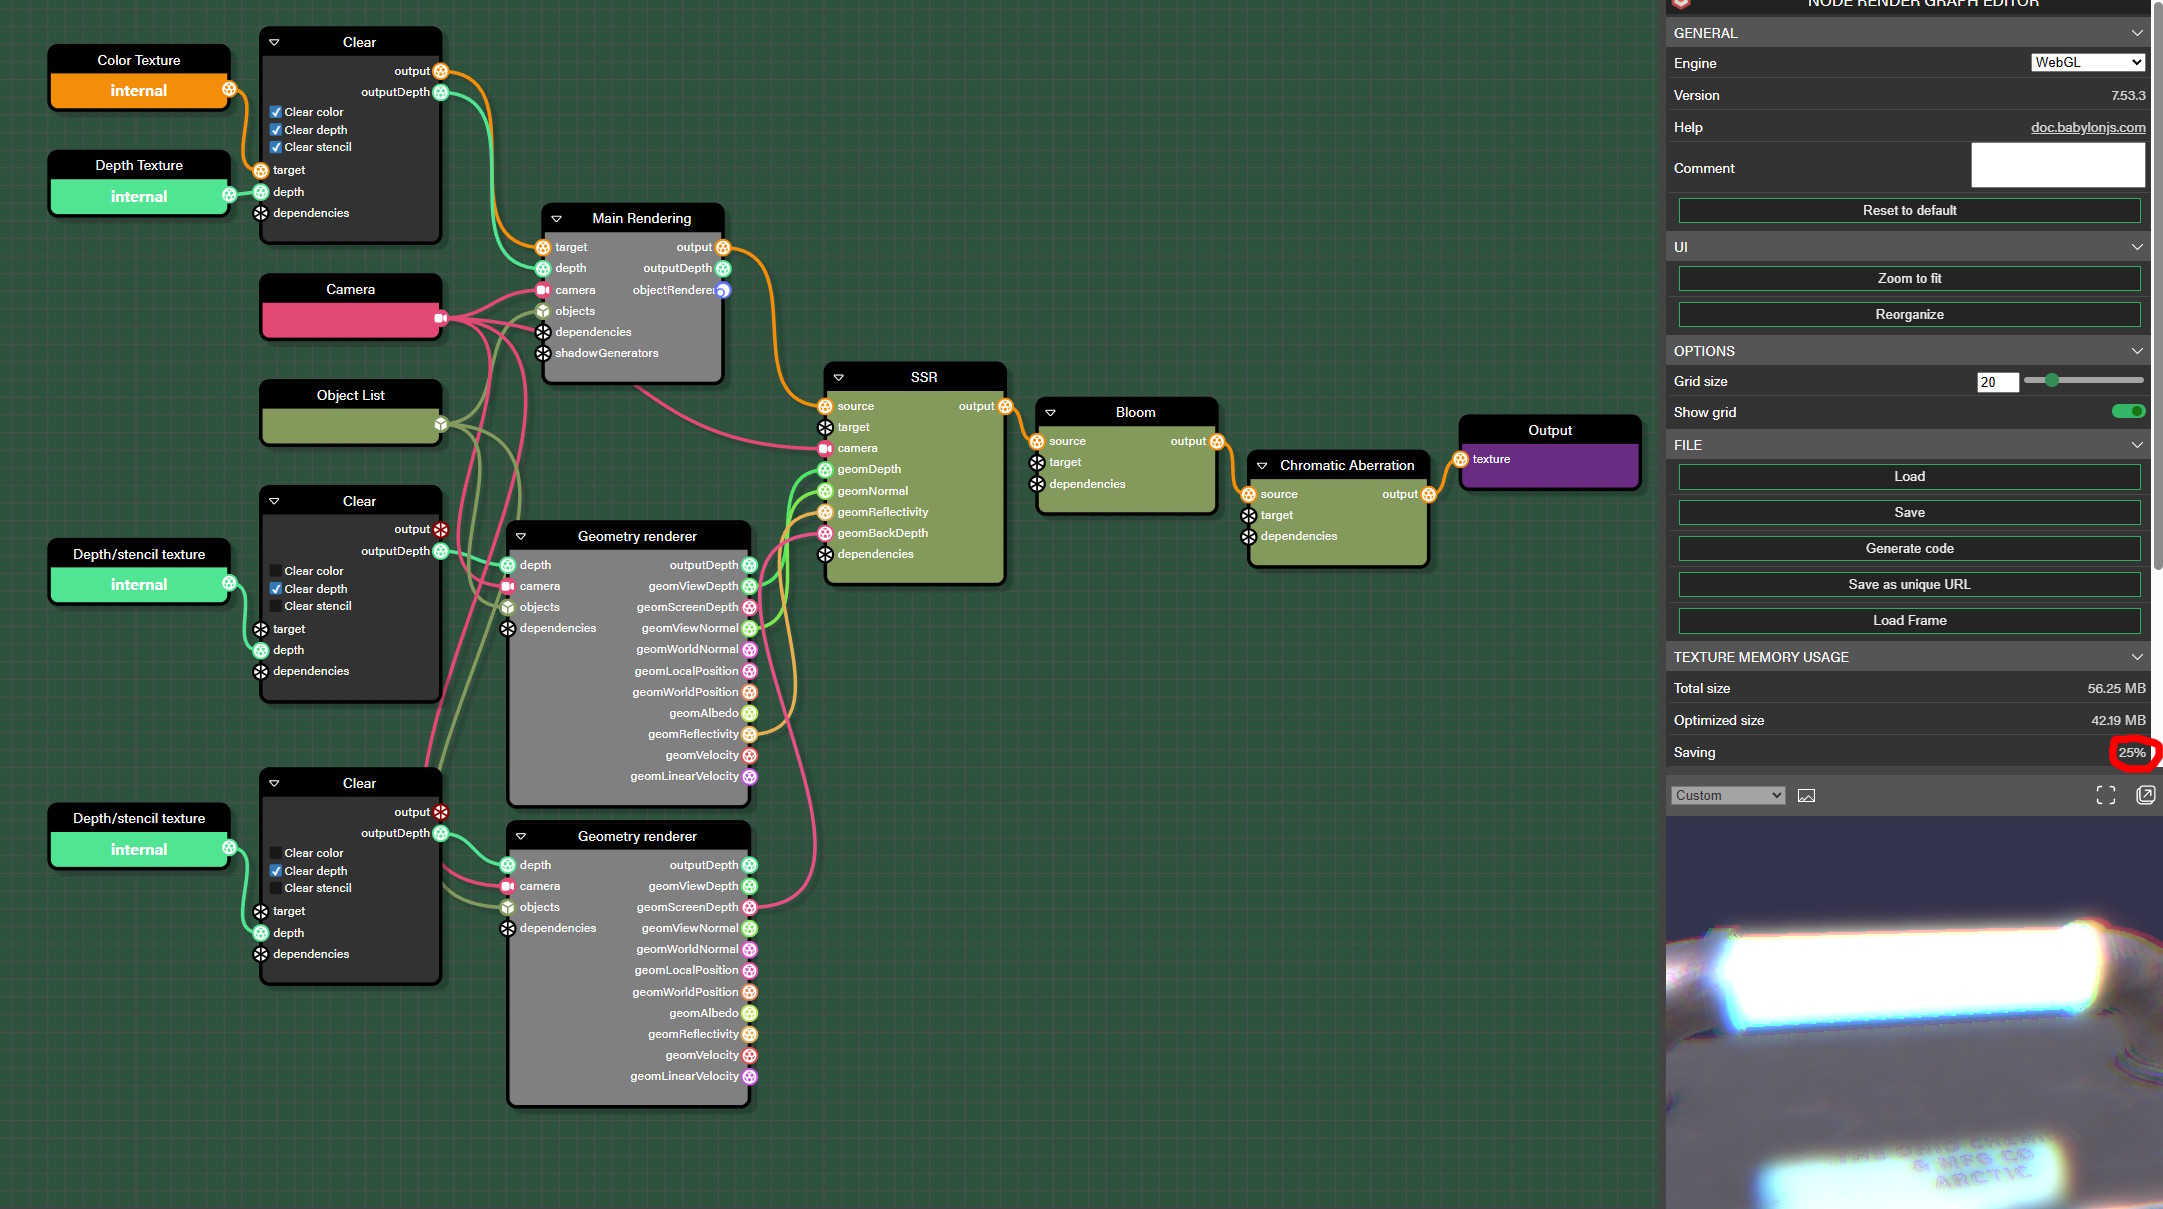 Color Texture
internal
Depth Texture
internal
Clear
output
outputDepth
Clear color
Clear depth
Clear stencil
target
depth
dependencies
Camera
Object List
Main Rendering
target
output
depth
outputDepth
camera
objectRenderer
objects
dependencies
shadowGenerators
Depth/stencil texture
internal
Clear
output
outputDepth
Clear color
Clear depth
Clear stencil
target
depth
dependencies
Geometry renderer
depth
outputDepth
camera
geomViewDepth
objects
geomScreenDepth
dependencies
geomViewNormal
geomWorldNormal
geomLocalPosition
geomWorldPosition
geomAlbedo
geomReflectivity
geomVelocity
geomLinearVelocity
Depth/stencil texture
internal
Clear
output
outputDepth
Clear color
Clear depth
Clear stencil
target
depth
dependencies
Geometry renderer
depth
outputDepth
camera
geomViewDepth
objects
geomScreenDepth
dependencies
geomViewNormal
geomWorldNormal
geomLocalPosition
geomWorldPosition
geomAlbedo
geomReflectivity
geomVelocity
geomLinearVelocity
SSR
source
output
target
camera
geomDepth
geomNormal
geomReflectivity
geomBackDepth
dependencies
Bloom
source
output
target
dependencies
Chromatic Aberration
source
output
target
dependencies
Output
texture
NODE RENDER GRAPH EDITOR
GENERAL
Engine
WebGL
Version
7.53.3
Help
doc.babylonjs.com
Comment
Reset to default
UI
Zoom to fit
Reorganize
OPTIONS
Grid size
20
Show grid
FILE
Load
Save
Generate code
Save as unique URL
Load Frame
TEXTURE MEMORY USAGE
Total size
56.25 MB
Optimized size
42.19 MB
Saving
25%
Custom
& MFG CO
ARCTIC